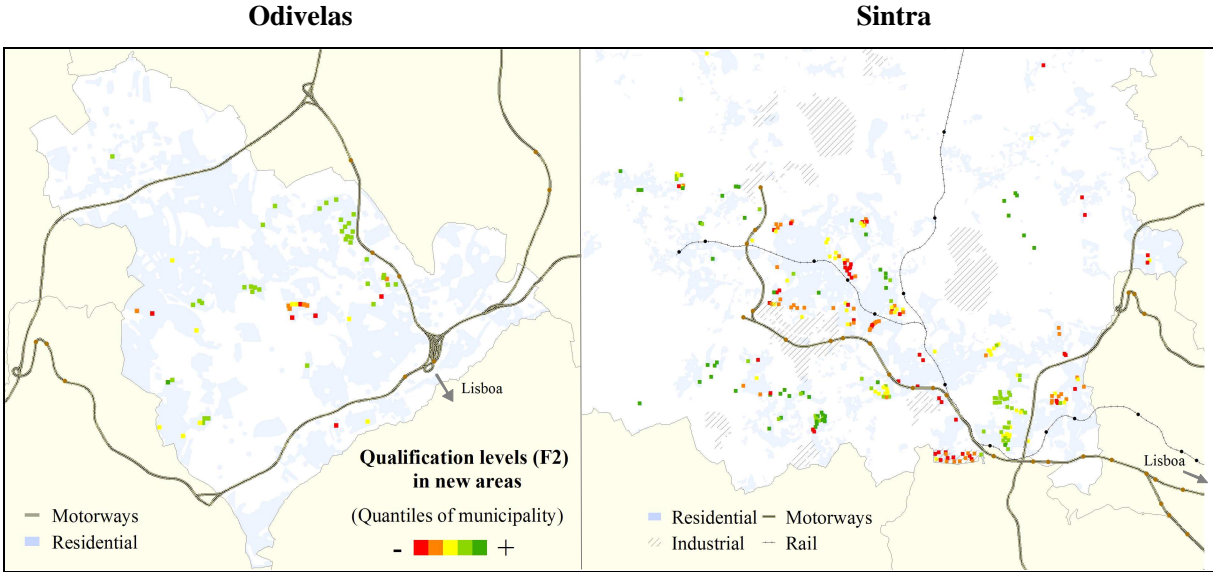 Odivelas
Lisboa
Qualification levels (F2)
in new areas
(Quantiles of municipality)
- +
Motorways
Residential
Sintra
Lisboa
Residential Motorways
Industrial Rail